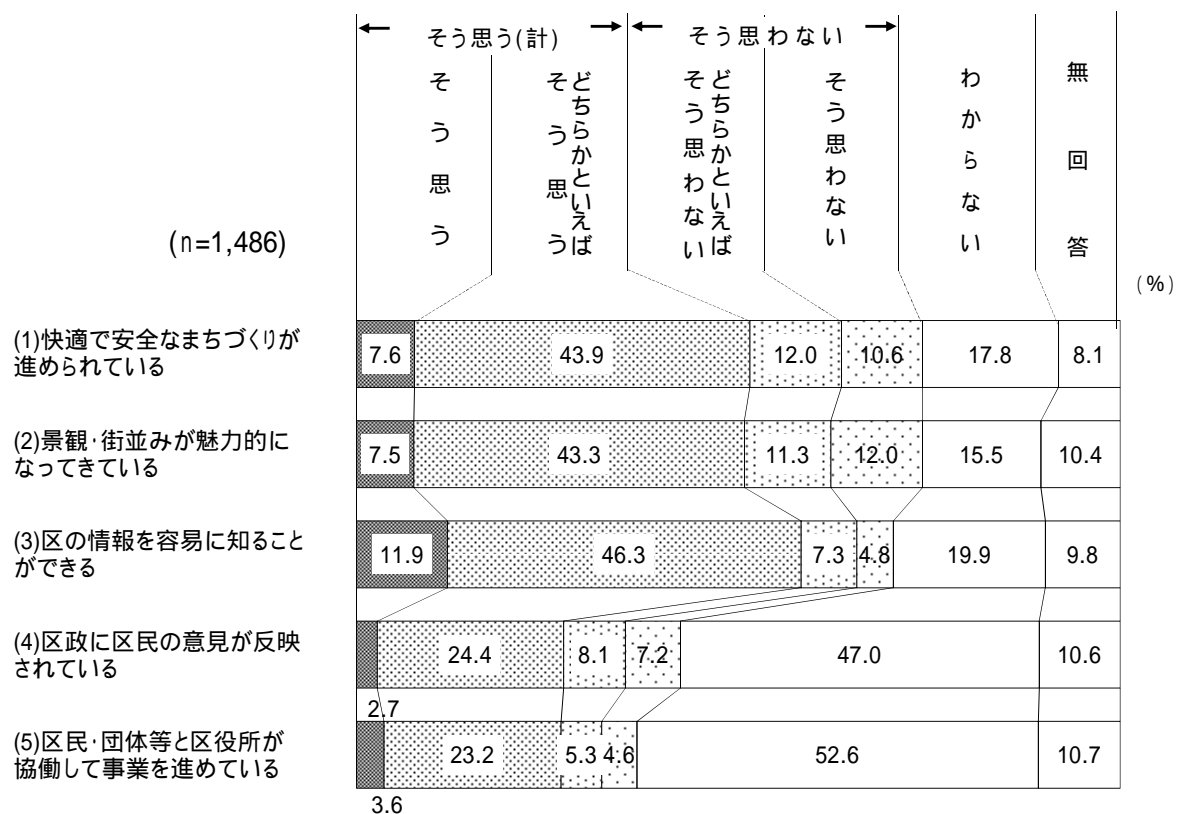 そう思う(計)
そう思わない
そう思う
どちらかといえば
そう思う
どちらかといえば
そう思わない
そう思わない
わからない
無回答
(n=1,486)
(%)
(1)快適で安全なまちづくりが
進められている
7.6 43.9 12.0 10.6 17.8 8.1
(2)景観・街並みが魅力的に
なってきている
7.5 43.3 11.3 12.0 15.5 10.4
(3)区の情報を容易に知ること
ができる
11.9 46.3 7.3 4.8 19.9 9.8
(4)区政に区民の意見が反映
されている
24.4 8.1 7.2 47.0 10.6
2.7
(5)区民・団体等と区役所が
協働して事業を進めている
23.2 5.3 4.6 52.6 10.7
3.6